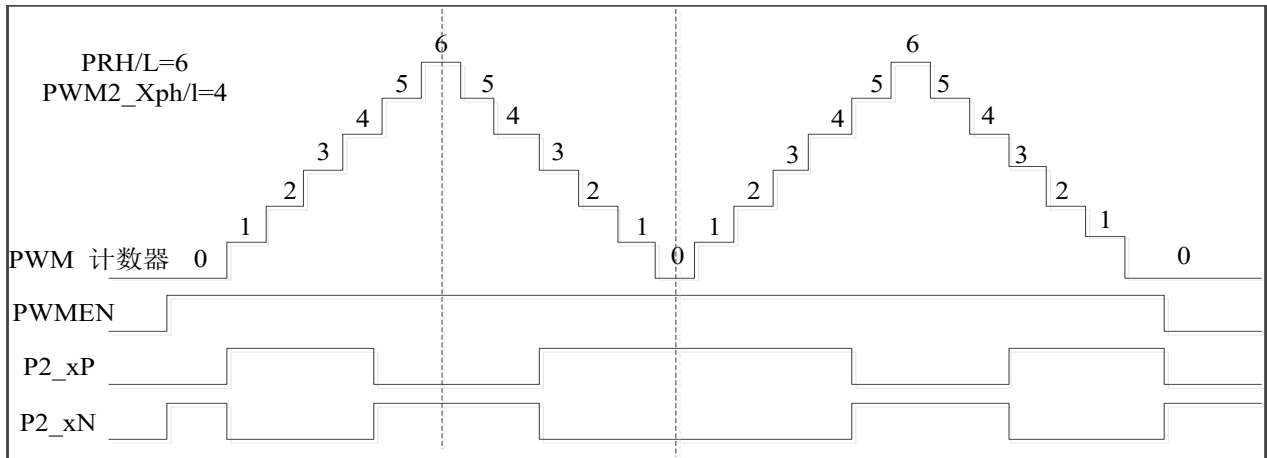 PRH/L=6
PWM2_Xph/l=4
6 6
5 5 5 5
4 4 4 4
3 3 3 3
2 2 2 2
1 1 1 1
PWM 计数器 0 0 0
PWMEN
P2_xP
P2_xN